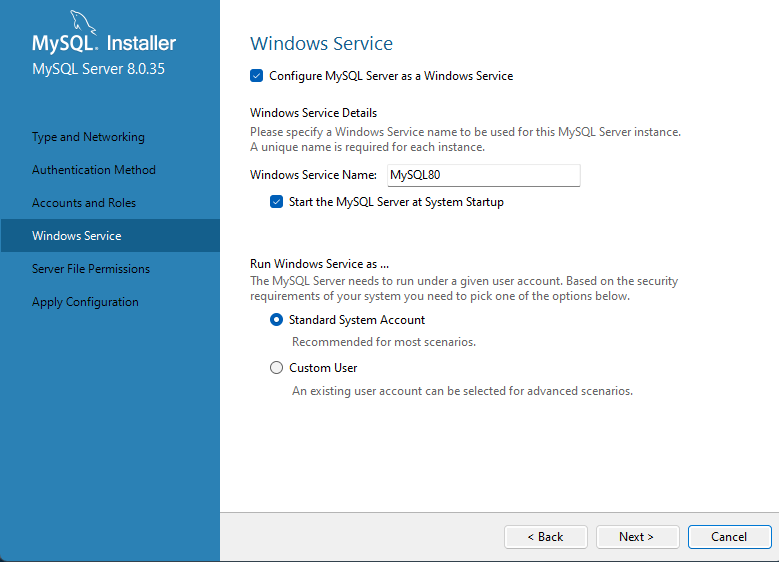 MySQL. Installer
MySQL Server 8.0.35
Type and Networking
Authentication Method
Accounts and Roles
Windows Service
Server File Permissions
Apply Configuration
Windows Service
Configure MySQL Server as a Windows Service
Windows Service Details
Please specify a Windows Service name to be used for this MySQL Server instance.
A unique name is required for each instance.
Windows Service Name: MySQL80
Start the MySQL Server at System Startup
Run Windows Service as ...
The MySQL Server needs to run under a given user account. Based on the security
requirements of your system you need to pick one of the options below.
Standard System Account
Recommended for most scenarios.
Custom User
An existing user account can be selected for advanced scenarios.
< Back Next > Cancel